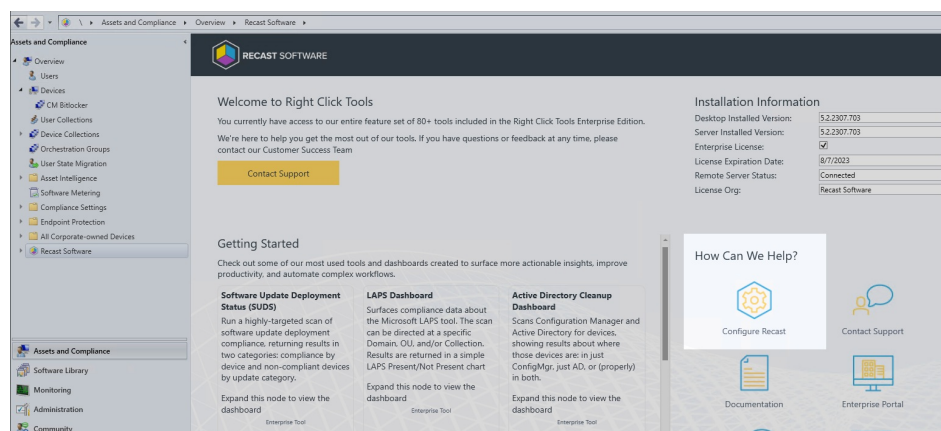 \ Assets and Compliance Overview Recast Software
Assets and Compliance
Overview
Users
Devices
CM Bitlocker
User Collections
Device Collections
Orchestration Groups
User State Migration
Asset Intelligence
Software Metering
Compliance Settings
Endpoint Protection
All Corporate-owned Devices
Recast Software
Assets and Compliance
Software Library
Monitoring
Administration
Community
RECAST SOFTWARE
Welcome to Right Click Tools
You currently have access to our entire feature set of 80+ tools included in the Right Click Tools Enterprise Edition.
We're here to help you get the most out of our tools. If you have questions or feedback at any time, please
contact our Customer Success Team
Contact Support
Installation Information
Desktop Installed Version: 5.2.2307.703
Server Installed Version: 5.2.2307.703
Enterprise License:
License Expiration Date: 8/7/2023
Remote Server Status: Connected
License Org: Recast Software
Getting Started
Check out some of our most used tools and dashboards created to surface more actionable insights, improve
productivity, and automate complex workflows.
Software Update Deployment
Status (SUDS)
Run a highly-targeted scan of
software update deployment
compliance, returning results in
two categories: compliance by
device and non-compliant devices
by update category.
Expand this node to view the
dashboard
Enterprise Tool
LAPS Dashboard
Surfaces compliance data about
the Microsoft LAPS tool. The scan
can be directed at a specific
Domain, OU, and/or Collection.
Results are returned in a simple
LAPS Present/Not Present chart
Expand this node to view the
dashboard
Enterprise Tool
Active Directory Cleanup
Dashboard
Scans Configuration Manager and
Active Directory for devices,
showing results about where
those devices are: in just
ConfigMgr, just AD, or (properly)
in both.
Expand this node to view the
dashboard
Enterprise Tool
How Can We Help?
Configure Recast
Contact Support
Documentation
Enterprise Portal